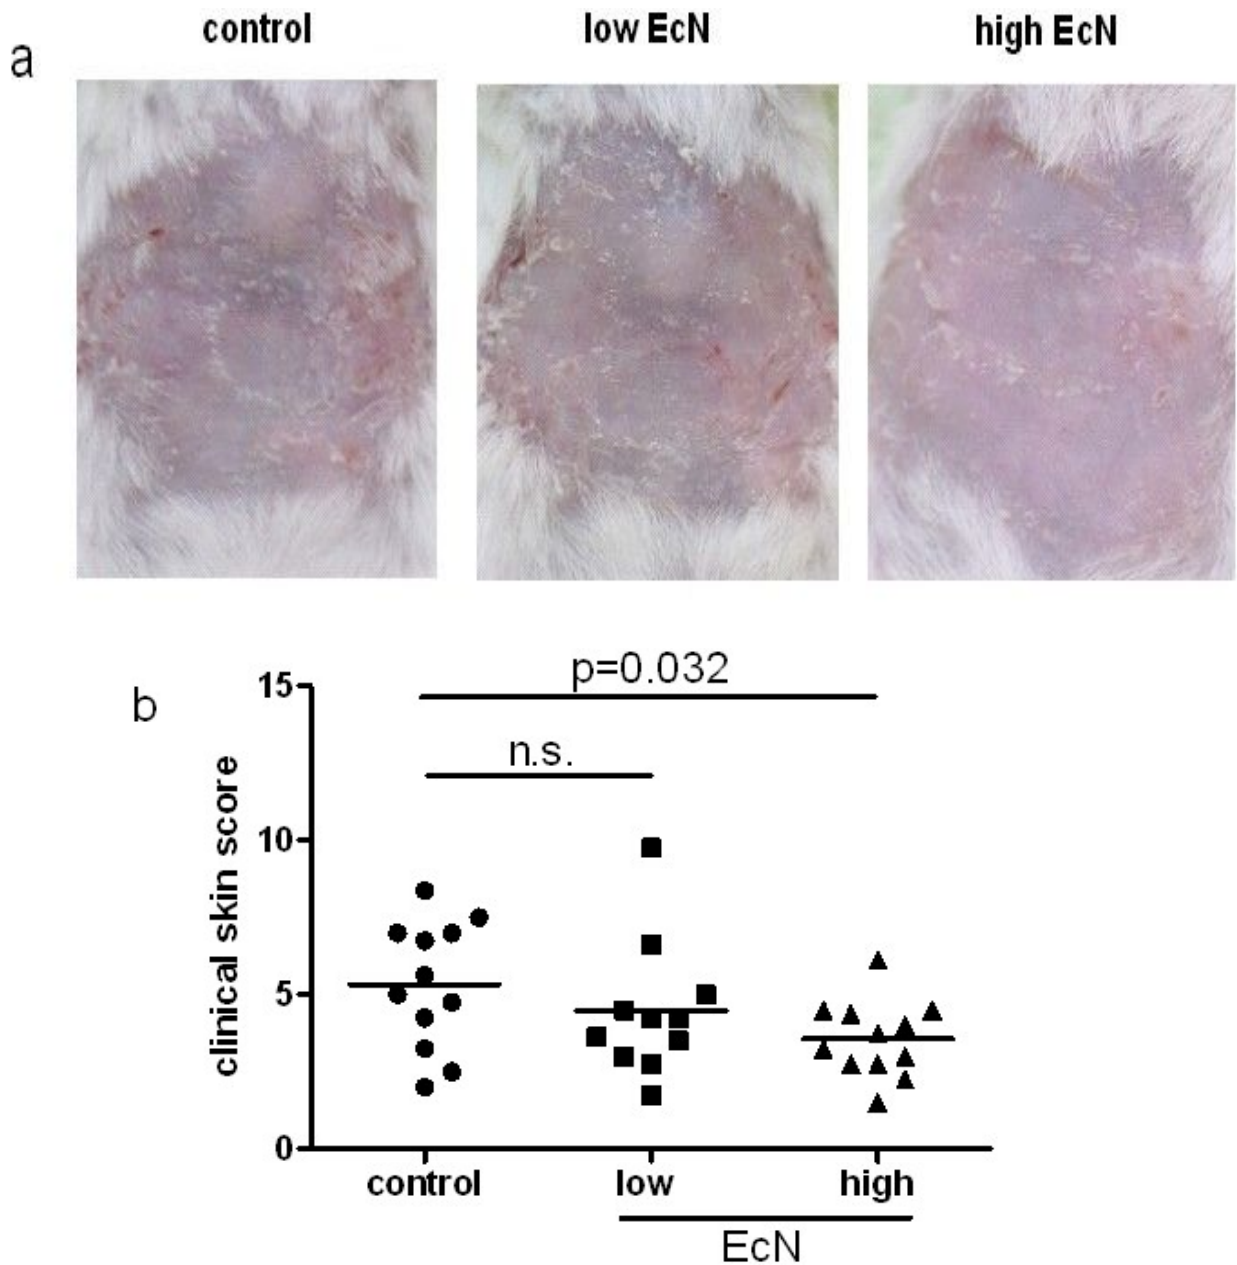 control low EcN high EcN
a
p=0.032
15
b
n.s.
clinical skin score
10
5
0
control low high
EcN